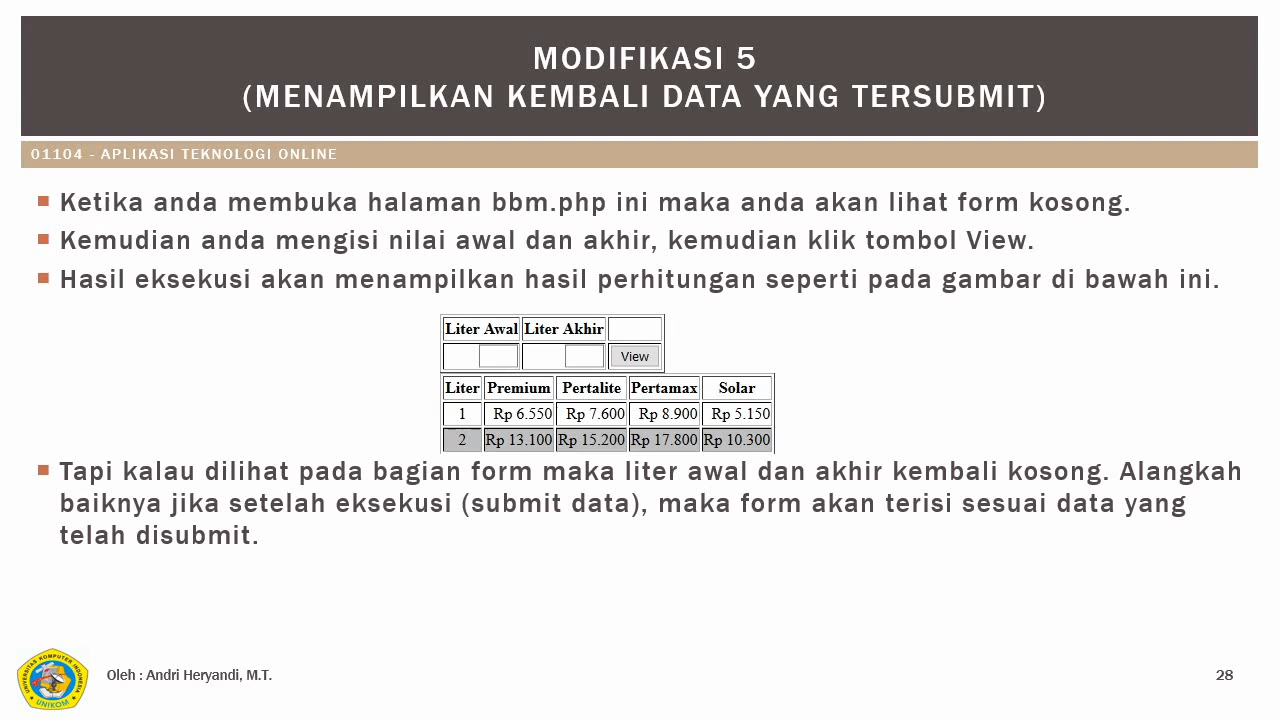 MODIFIKASI 5
(MENAMPILKAN KEMBALI DATA YANG TERSUBMIT)
01104 - APLIKASI TEKNOLOGI ONLINE
Ketika anda membuka halaman bbm.php ini maka anda akan lihat form kosong.
Kemudian anda mengisi nilai awal dan akhir, kemudian klik tombol View.
Hasil eksekusi akan menampilkan hasil perhitungan seperti pada gambar di bawah ini.
Liter Awal Liter Akhir
View
Liter Premium Pertalite Pertamax Solar
1 Rp 6.550 Rp 7.600 Rp 8.900 Rp 5.150
2 Rp 13.100 Rp 15.200 Rp 17.800 Rp 10.300
Tapi kalau dilihat pada bagian form maka liter awal dan akhir kembali kosong. Alangkah
baiknya jika setelah eksekusi (submit data), maka form akan terisi sesuai data yang
telah disubmit.
UNIVERSITAS KOMPUTER INDONESIA
UNIKOM
Oleh : Andri Heryandi, M.T.
28